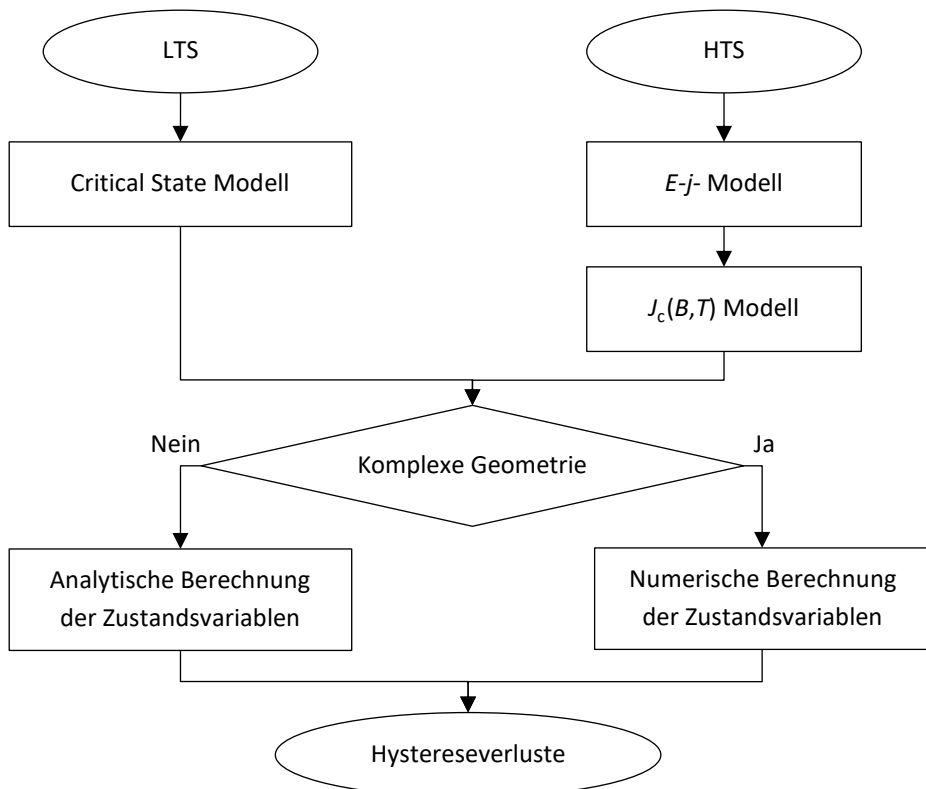 LTS
HTS
Critical State Modell
E-j- Modell
Jc(B,T) Modell
Nein
Ja
Komplexe Geometrie
Analytische Berechnung
der Zustandsvariablen
Numerische Berechnung
der Zustandsvariablen
Hystereseverluste